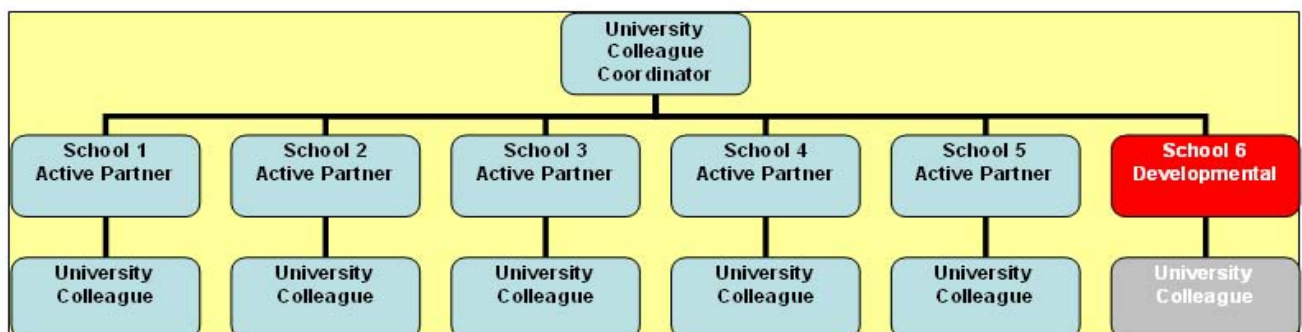 University
Colleague
Coordinator
School 1
Active Partner
School 2
Active Partner
School 3
Active Partner
School 4
Active Partner
School 5
Active Partner
School 6
Developmental
University
Colleague
University
Colleague
University
Colleague
University
Colleague
University
Colleague
University
Colleague